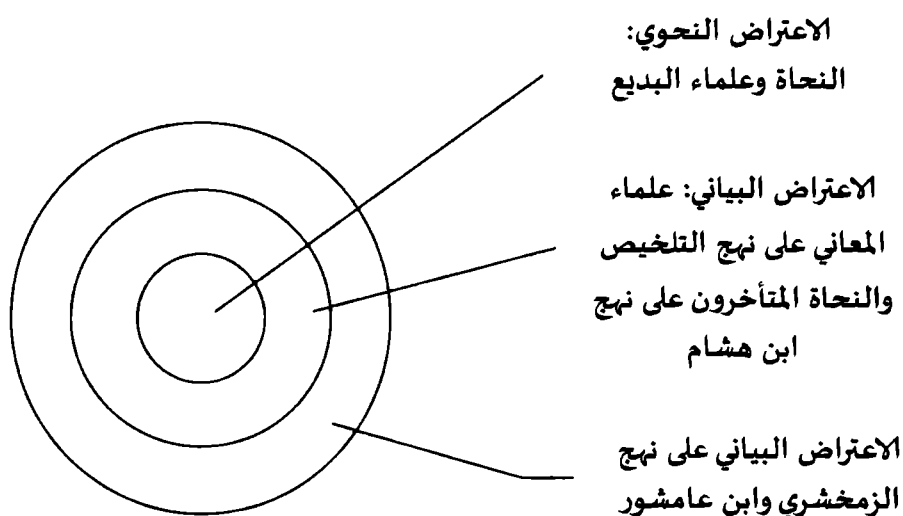 الاعتراض النحوي:
النحاة وعلماء البديع
الاعتراض البياني: علماء
المعاني على نهج التلخيص
والنحاة المتأخرون على نهج
ابن هشام
الاعتراض البياني على نهج
الزمخشري وابن عامشور